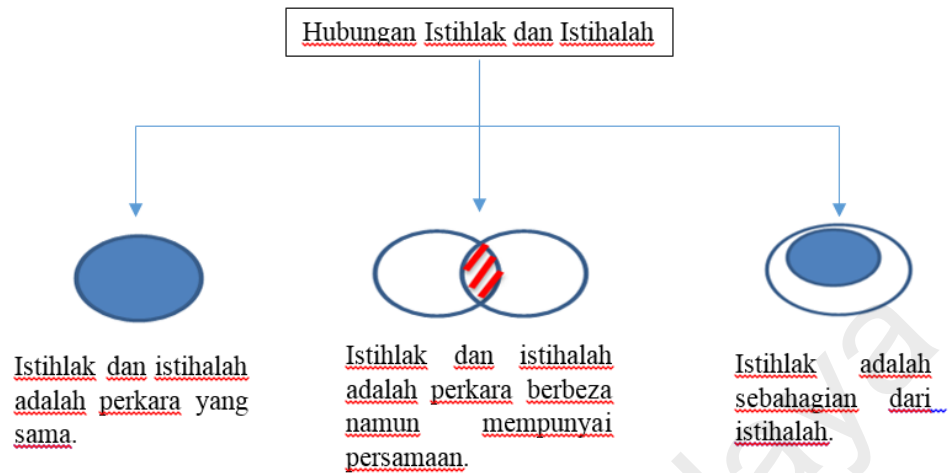 Hubungan Istihlak dan Istihalah
Istihlak dan istihalah
adalah perkara yang
sama.
Istihlak dan istihalah
adalah perkara berbeza
namun mempunyai
persamaan.
Istihlak adalah
sebahagian dari
istihalah.
laya